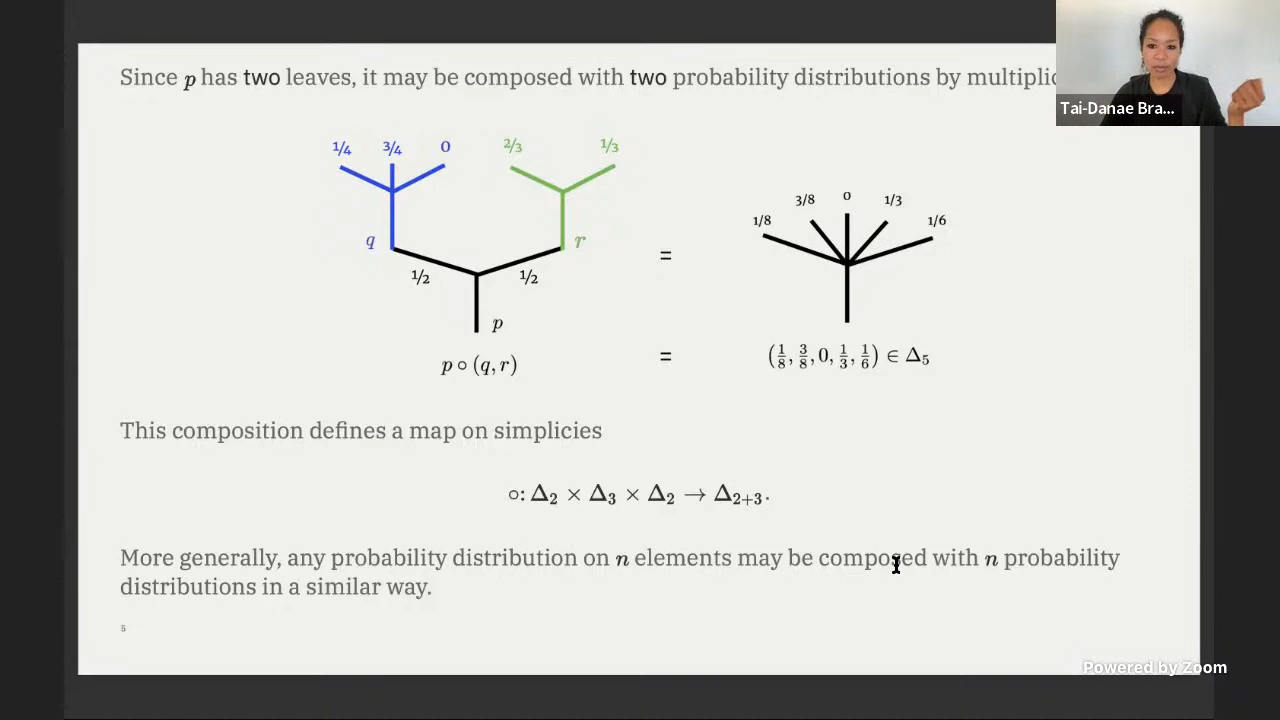 Since p has two leaves, it may be composed with two probability distributions by
Tai-Danae Bra...
1/4 3/4 0 2/3 1/3
q r
1/2 1/2
p
p ∘ (q, r)
=
1/8 3/8 0 1/3 1/6
=
(1/8, 3/8, 0, 1/3, 1/6) ∈ Δ₅
This composition defines a map on simplicies
∘: Δ₂ × Δ₃ × Δ₂ → Δ₂₊₃.
More generally, any probability distribution on n elements may be composed with n probability
distributions in a similar way.
5
Powered by Zoom